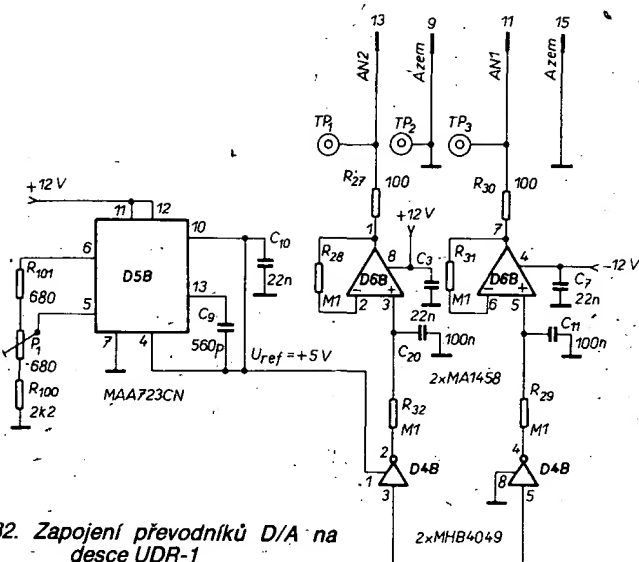 13 9 11 15
AN2 Azem AN1 Azem
TP1 TP2 TP3
R27 100 R30 100
+12 V
11 12
10
C10
22n
6
R101
680
5
P1
680
R100
2k2
D5B
13
C9
560p
7 4
MAA723CN
Uref = +5 V
1 +12 V 7
R28 8 C3 R31 4 -12 V
D6B D6B C7
M1 M1 22n
- + - +
2 3 22n 6 5 C11
100n 100n
C20
2xMA1458
R32 R29
M1 M1
2 4
D4B D4B
1 8
3 5
2xMHB4049
32. Zapojení převodníků D/A na
desce UDR-1